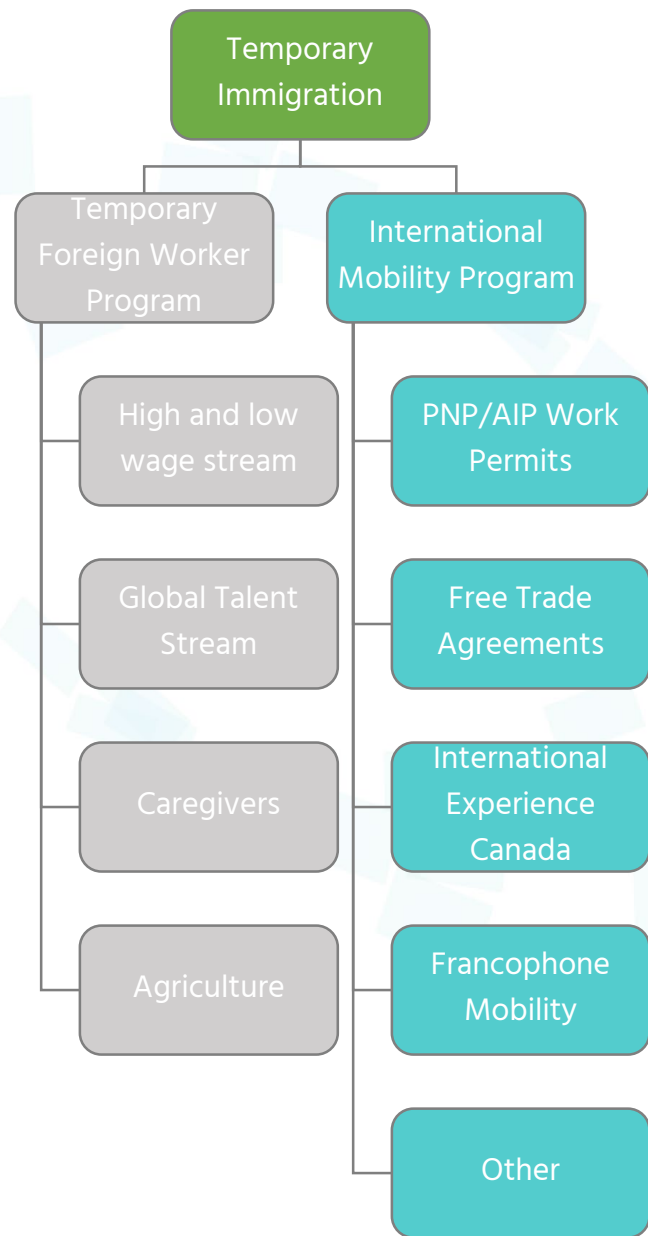 Temporary
Immigration
Temporary
Foreign Worker
Program
High and low
wage stream
Global Talent
Stream
Caregivers
Agriculture
International
Mobility Program
PNP/AIP Work
Permits
Free Trade
Agreements
International
Experience
Canada
Francophone
Mobility
Other